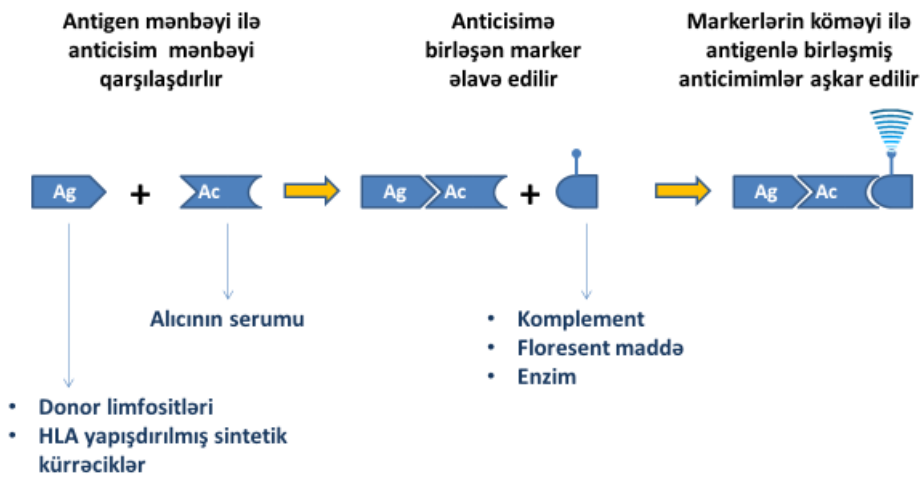 Antigen mənbəyi ilə
anticisim mənbəyi
qarşılaşdırlır
Anticisimə
birləşən marker
əlavə edilir
Markerlərin köməyi ilə
antigenlə birləşmiş
anticimimlər aşkar edilir
Ag + Ac
Ag Ac +
Ag Ac
Alıcının serumu
• Komplement
• Floresent maddə
• Enzim
• Donor limfositləri
• HLA yapışdırılmış sintetik
kürrəciklər